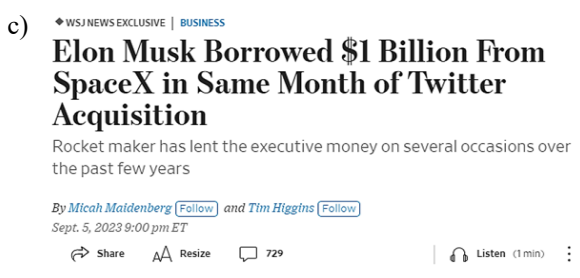 c)
◆ WSJ NEWS EXCLUSIVE | BUSINESS
Elon Musk Borrowed $1 Billion From
SpaceX in Same Month of Twitter
Acquisition
Rocket maker has lent the executive money on several occasions over
the past few years
By Micah Maidenberg Follow and Tim Higgins Follow
Sept. 5, 2023 9:00 pm ET
Share AA Resize 729 Listen (1 min)